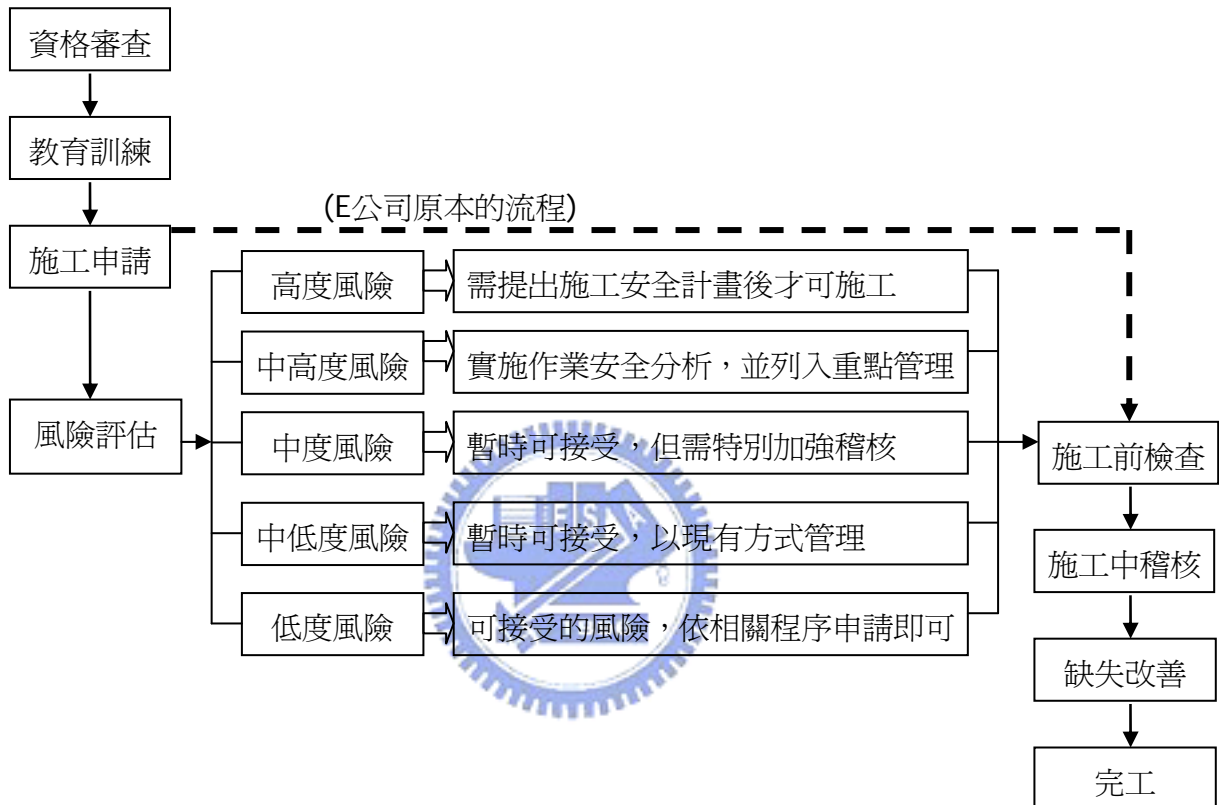 資格審查
教育訓練
施工申請
風險評估
(E公司原本的流程)
高度風險
需提出施工安全計畫後才可施工
中高度風險
實施作業安全分析，並列入重點管理
中度風險
暫時可接受，但需特別加強稽核
中低度風險
暫時可接受，以現有方式管理
低度風險
可接受的風險，依相關程序申請即可
施工前檢查
施工中稽核
缺失改善
完工